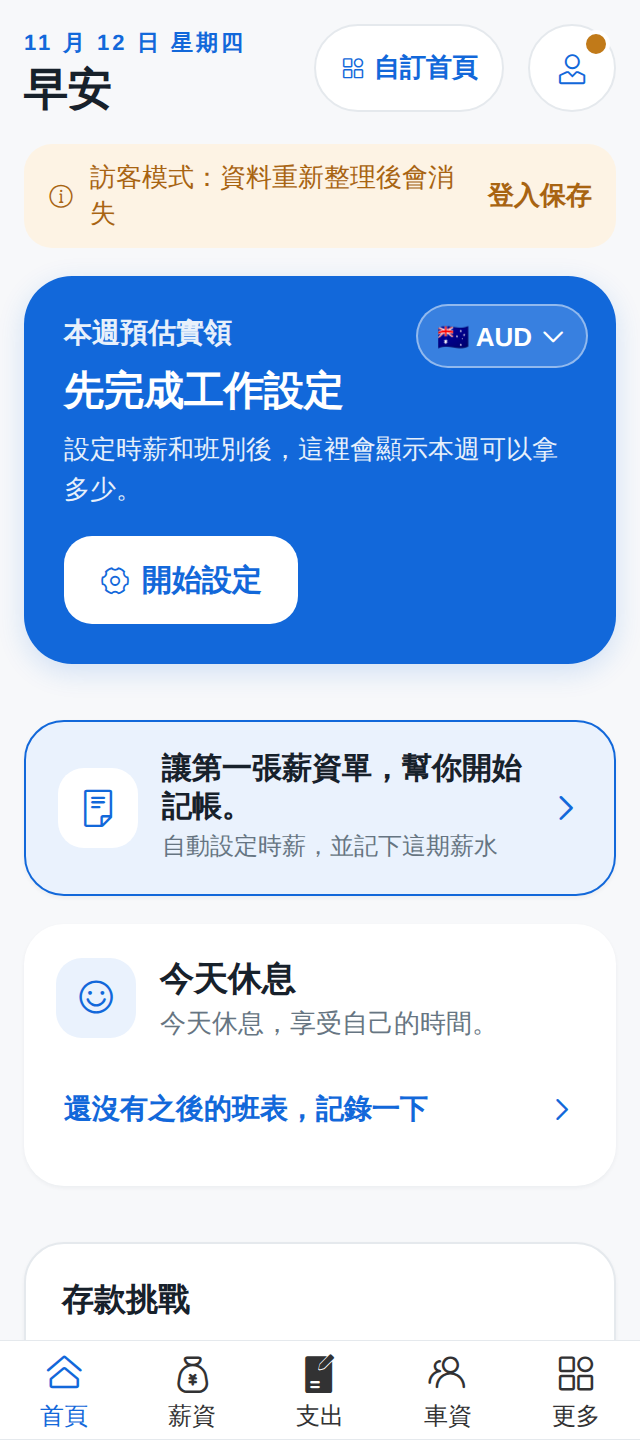 11 月 12 日 星期四
早安
自訂首頁
訪客模式：資料重新整理後會消
失
登入保存
本週預估實領
AUD
先完成工作設定
設定時薪和班別後，這裡會顯示本週可以拿
多少。
開始設定
讓第一張薪資單，幫你開始
記帳。
自動設定時薪，並記下這期薪水
今天休息
今天休息，享受自己的時間。
還沒有之後的班表，記錄一下
存款挑戰
首頁
薪資
支出
車資
更多